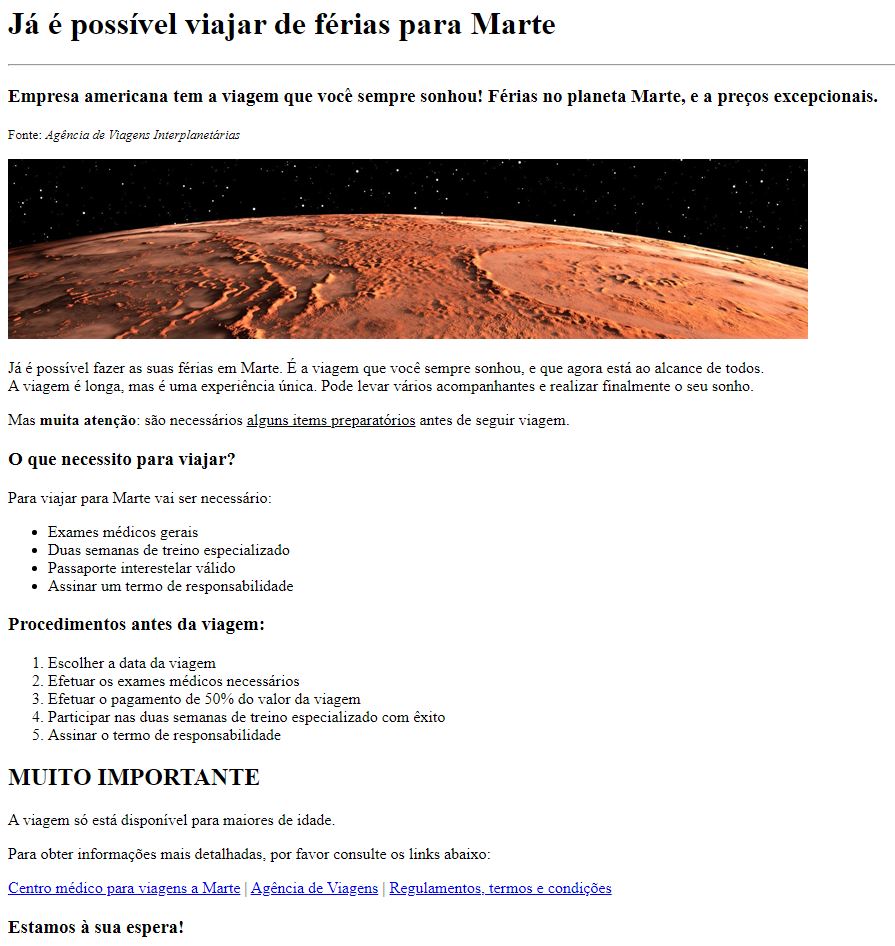 Já é possível viajar de férias para Marte
Empresa americana tem a viagem que você sempre sonhou! Férias no planeta Marte, e a preços excepcionais.
Fonte: Agência de Viagens Interplanetárias
Já é possível fazer as suas férias em Marte. É a viagem que você sempre sonhou, e que agora está ao alcance de todos.
A viagem é longa, mas é uma experiência única. Pode levar vários acompanhantes e realizar finalmente o seu sonho.
Mas muita atenção: são necessários alguns items preparatórios antes de seguir viagem.
O que necessito para viajar?
Para viajar para Marte vai ser necessário:
• Exames médicos gerais
• Duas semanas de treino especializado
• Passaporte interestelar válido
• Assinar um termo de responsabilidade
Procedimentos antes da viagem:
1. Escolher a data da viagem
2. Efetuar os exames médicos necessários
3. Efetuar o pagamento de 50% do valor da viagem
4. Participar nas duas semanas de treino especializado com êxito
5. Assinar o termo de responsabilidade
MUITO IMPORTANTE
A viagem só está disponível para maiores de idade.
Para obter informações mais detalhadas, por favor consulte os links abaixo:
Centro médico para viagens a Marte | Agência de Viagens | Regulamentos, termos e condições
Estamos à sua espera!